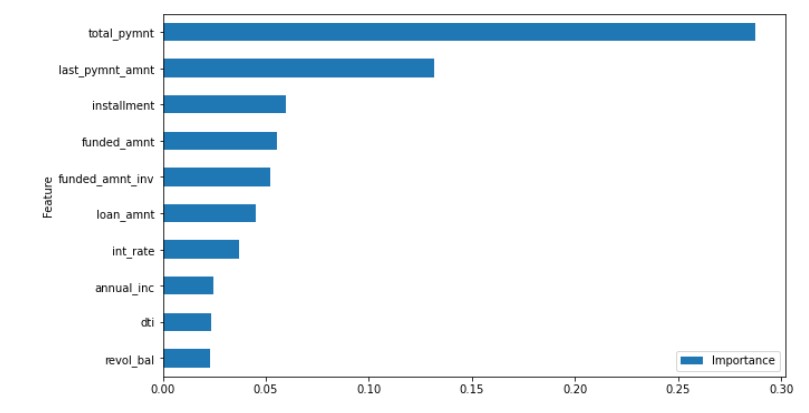 total_pymnt
last_pymnt_amnt
installment
funded_amnt
funded_amnt_inv
loan_amnt
int_rate
annual_inc
dti
revol_bal
Feature
Importance
0.00 0.05 0.10 0.15 0.20 0.25 0.30